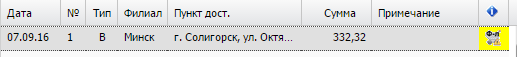 Дата № Тип Филиал Пункт дост. Сумма Примечание
07.09.16 1 В Минск г. Солигорск, ул. Октя... 332,32